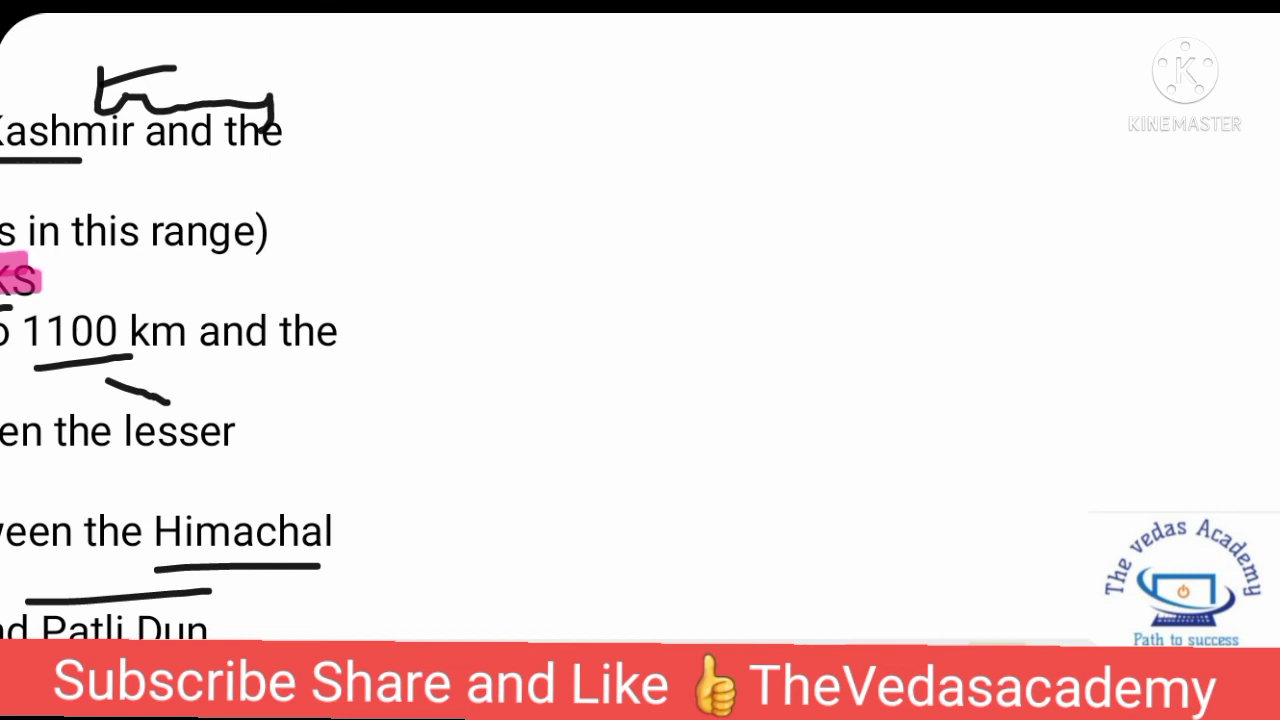 Kashmir and the
s in this range)
KS
o 1100 km and the
en the lesser
ween the Himachal
nd Patli Dun
KINEMASTER
The vedas Academy
Path to success
Subscribe Share and Like 👍 TheVedasacademy